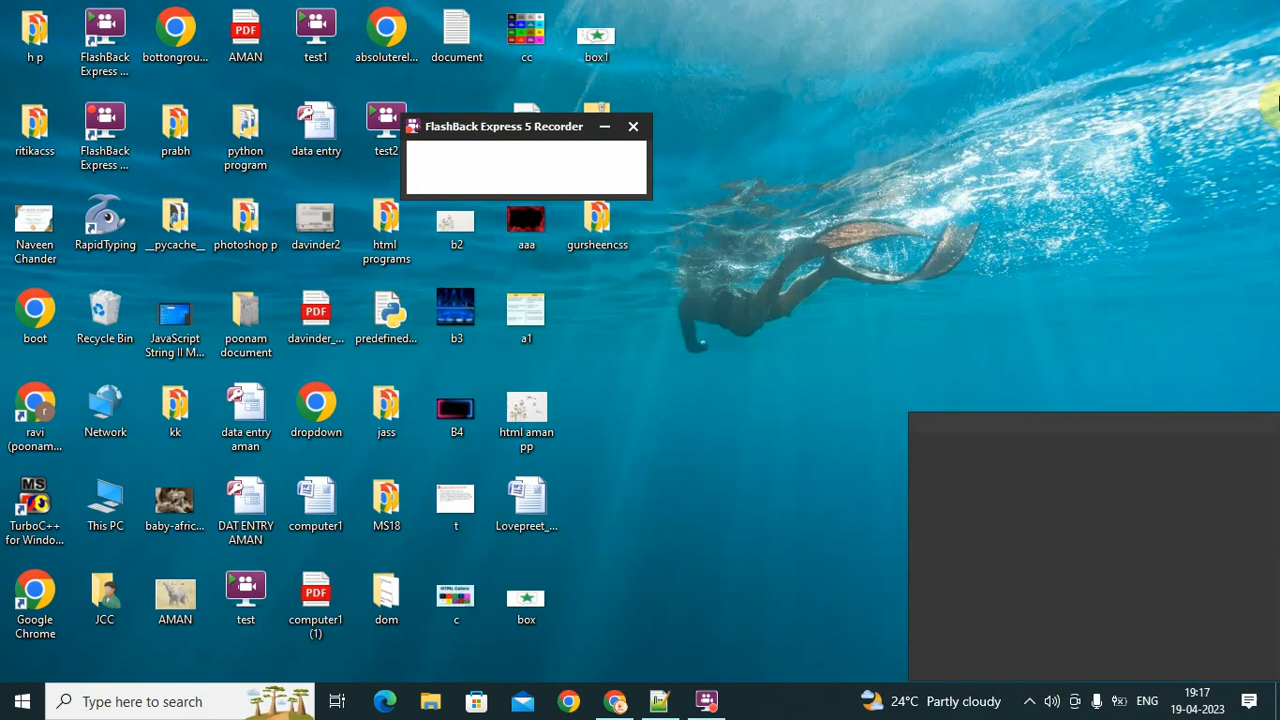 h p
FlashBack
Express ...
bottongrou...
AMAN
test1
absoluterel...
document
cc
box1
ritikacss
FlashBack
Express ...
prabh
python
program
data entry
test2
FlashBack Express 5 Recorder
Naveen
Chander
RapidTyping
__pycache__
photoshop p
davinder2
html
programs
b2
aaa
gursheencss
boot
Recycle Bin
JavaScript
String II M...
poonam
document
davinder_...
predefined...
b3
a1
ravi
(poonam...
Network
kk
data entry
aman
dropdown
jass
B4
html aman
pp
TurboC++
for Windo...
This PC
baby-afric...
DAT ENTRY
AMAN
computer1
MS18
t
Lovepreet_...
Google
Chrome
JCC
AMAN
test
computer1
(1)
dom
c
box
Type here to search
24°C Partly cloudy
ENG
19:17
19-04-2023